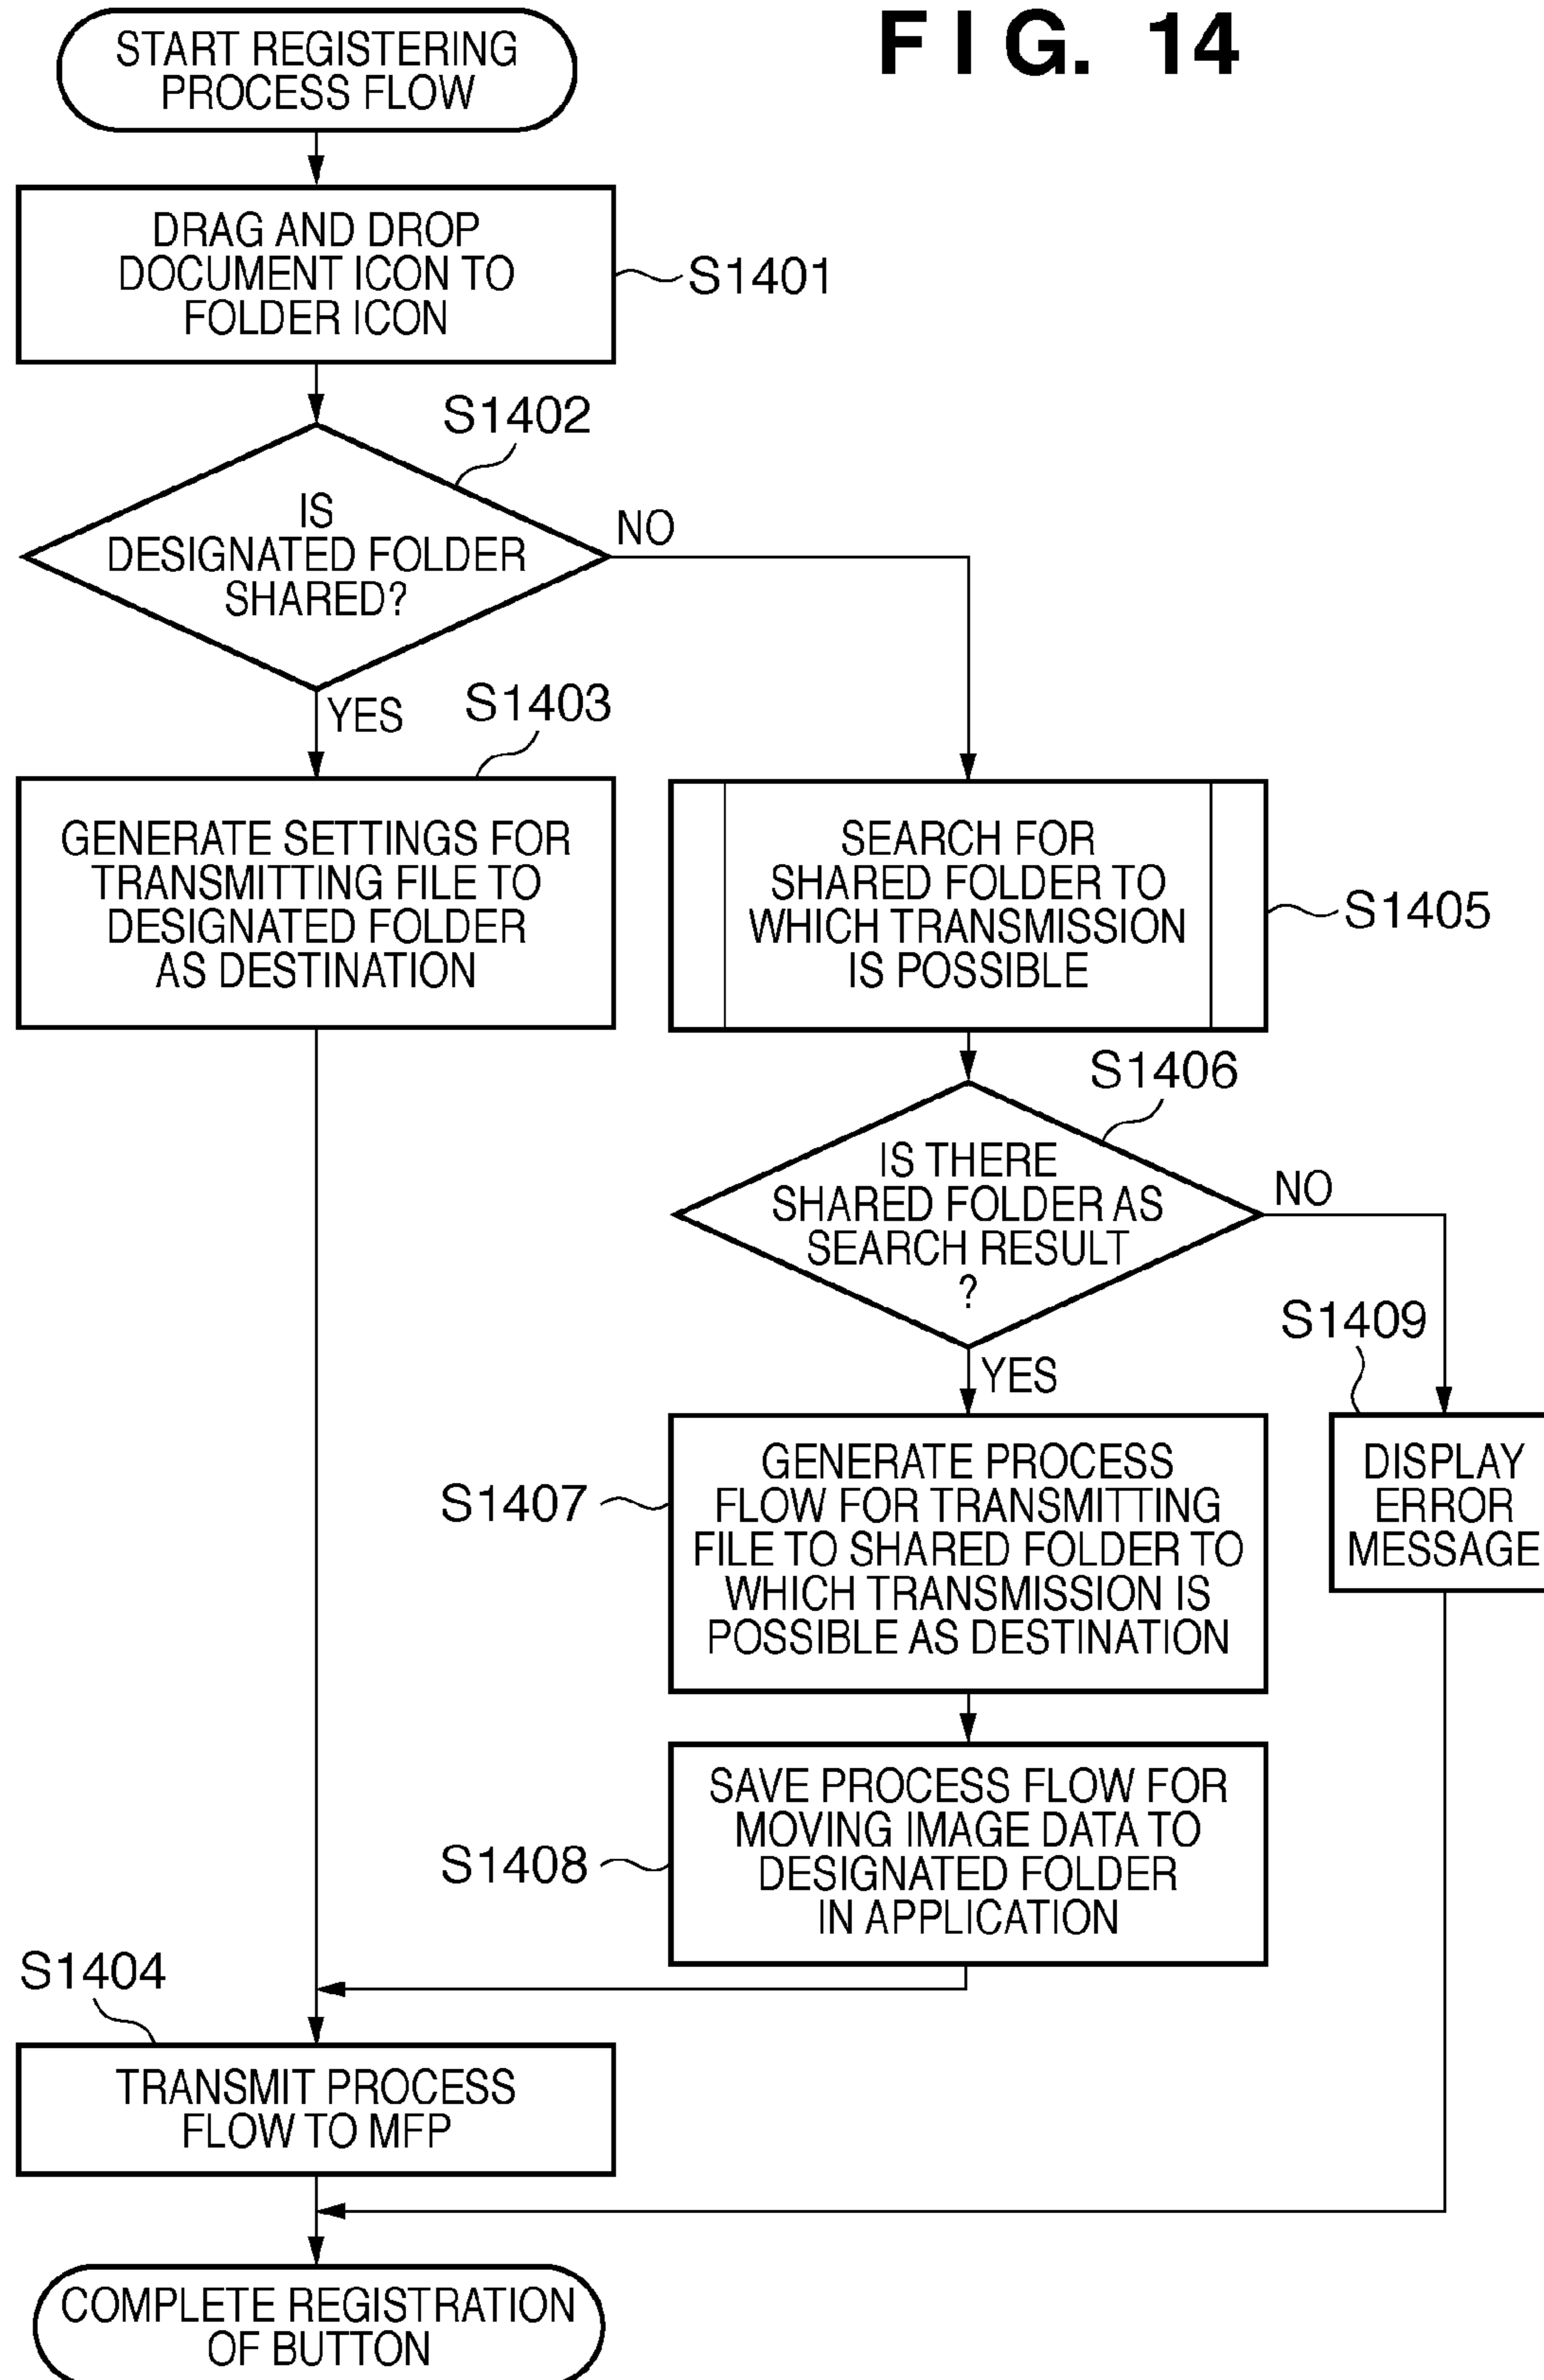 FIG. 14
START REGISTERING
PROCESS FLOW
DRAG AND DROP
DOCUMENT ICON TO
FOLDER ICON
S1401
S1402
IS
DESIGNATED FOLDER
SHARED?
NO
YES
S1403
GENERATE SETTINGS FOR
TRANSMITTING FILE TO
DESIGNATED FOLDER
AS DESTINATION
SEARCH FOR
SHARED FOLDER TO
WHICH TRANSMISSION
IS POSSIBLE
S1405
S1406
IS THERE
SHARED FOLDER AS
SEARCH RESULT
?
NO
YES
S1409
DISPLAY
ERROR
MESSAGE
S1407
GENERATE PROCESS
FLOW FOR TRANSMITTING
FILE TO SHARED FOLDER TO
WHICH TRANSMISSION IS
POSSIBLE AS DESTINATION
S1408
SAVE PROCESS FLOW FOR
MOVING IMAGE DATA TO
DESIGNATED FOLDER
IN APPLICATION
S1404
TRANSMIT PROCESS
FLOW TO MFP
COMPLETE REGISTRATION
OF BUTTON